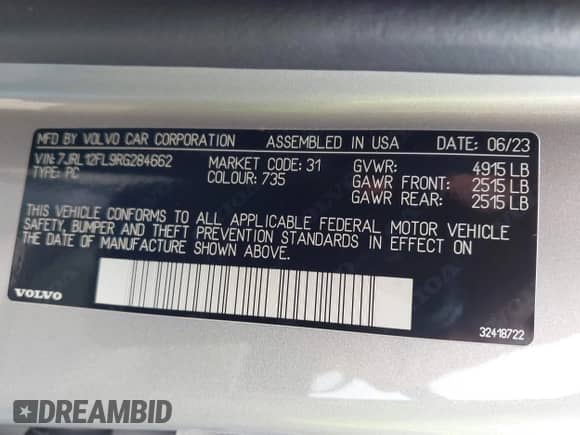 MFD BY VOLVO CAR CORPORATION ASSEMBLED IN USA DATE: 06/23
VIN: 7JRL12FL9RG284662 MARKET CODE: 31 GVWR: 4915 LB
TYPE: PC COLOUR: 735 GAWR FRONT: 2515 LB
GAWR REAR: 2515 LB
THIS VEHICLE CONFORMS TO ALL APPLICABLE FEDERAL MOTOR VEHICLE
SAFETY, BUMPER AND THEFT PREVENTION STANDARDS IN EFFECT ON
THE DATE OF MANUFACTURE SHOWN ABOVE.
VOLVO
32418722
DREAMBID